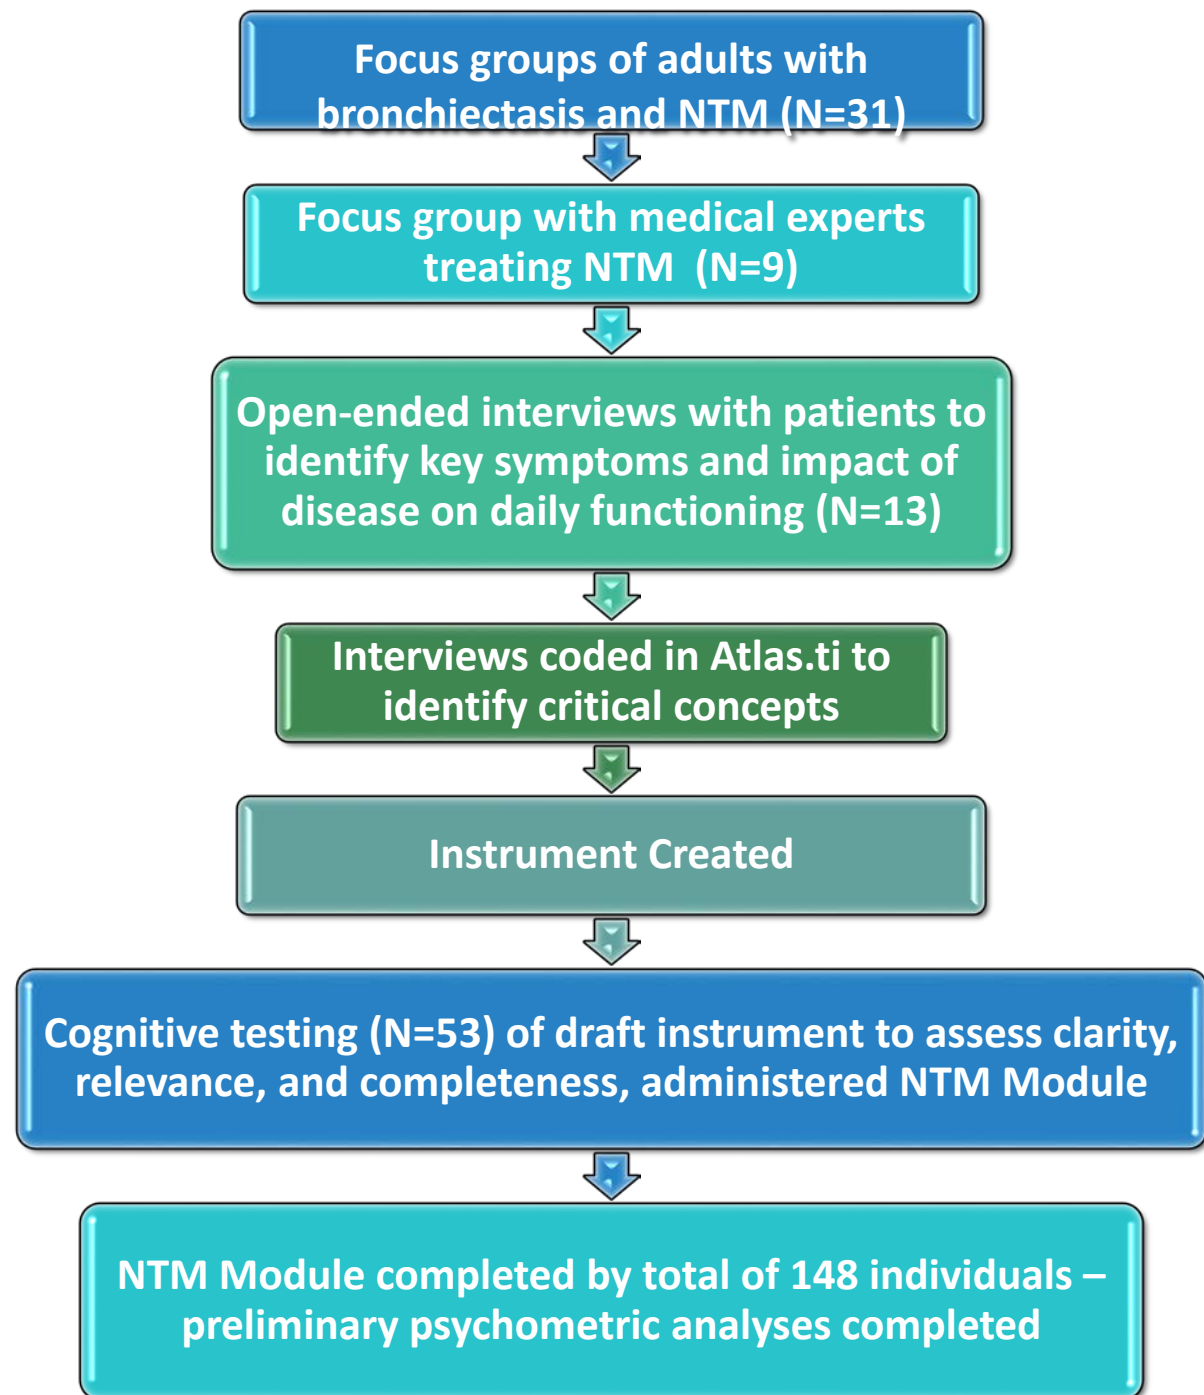 Focus groups of adults with
bronchiectasis and NTM (N=31)
Focus group with medical experts
treating NTM  (N=9)
Open-ended interviews with patients to
identify key symptoms and impact of
disease on daily functioning (N=13)
Interviews coded in Atlas.ti to
identify critical concepts
Instrument Created
Cognitive testing (N=53) of draft instrument to assess clarity,
relevance, and completeness, administered NTM Module
NTM Module completed by total of 148 individuals –
preliminary psychometric analyses completed